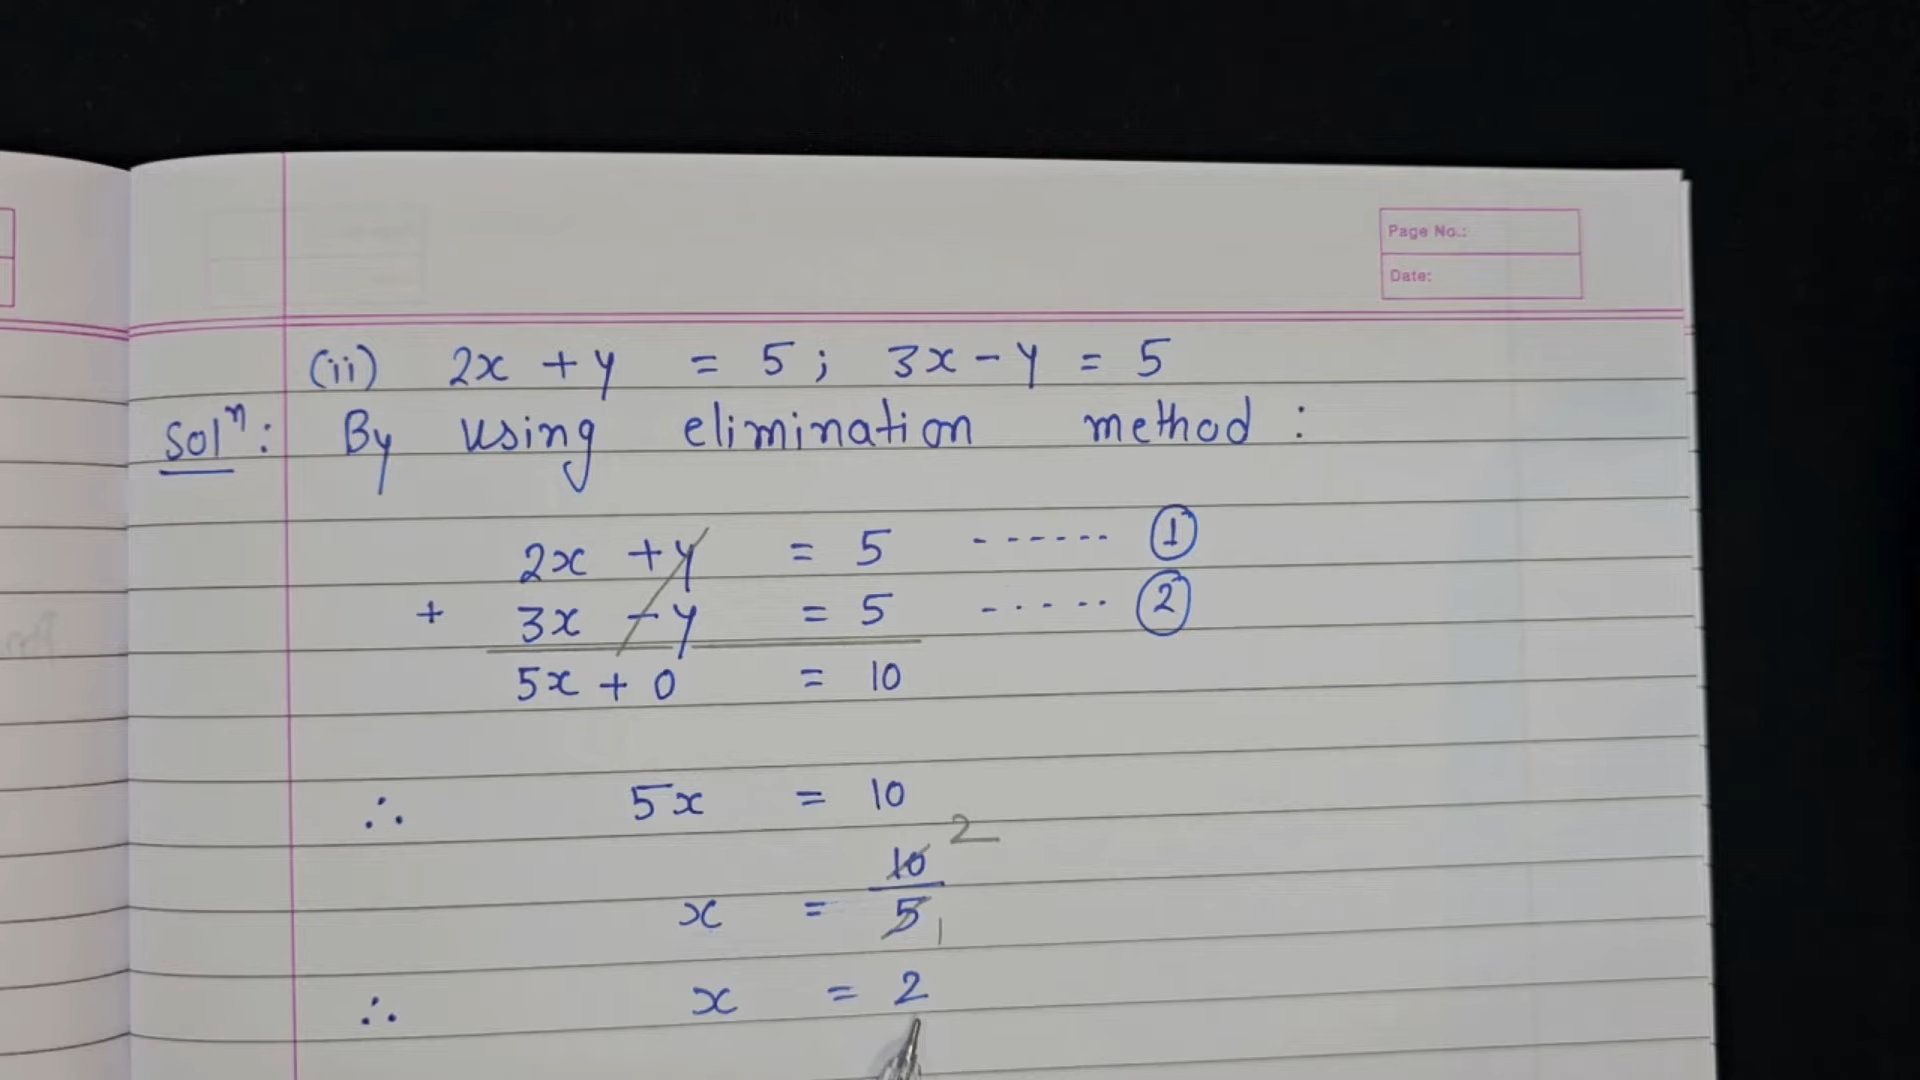 Page No.:
Date:
(ii) 2x + y = 5 ; 3x - y = 5
Solⁿ: By using elimination method :
2x + y = 5 ------ ①
+ 3x - y = 5 ----- ②
5x + 0 = 10
∴ 5x = 10
2
x = 10/5
1
∴ x = 2